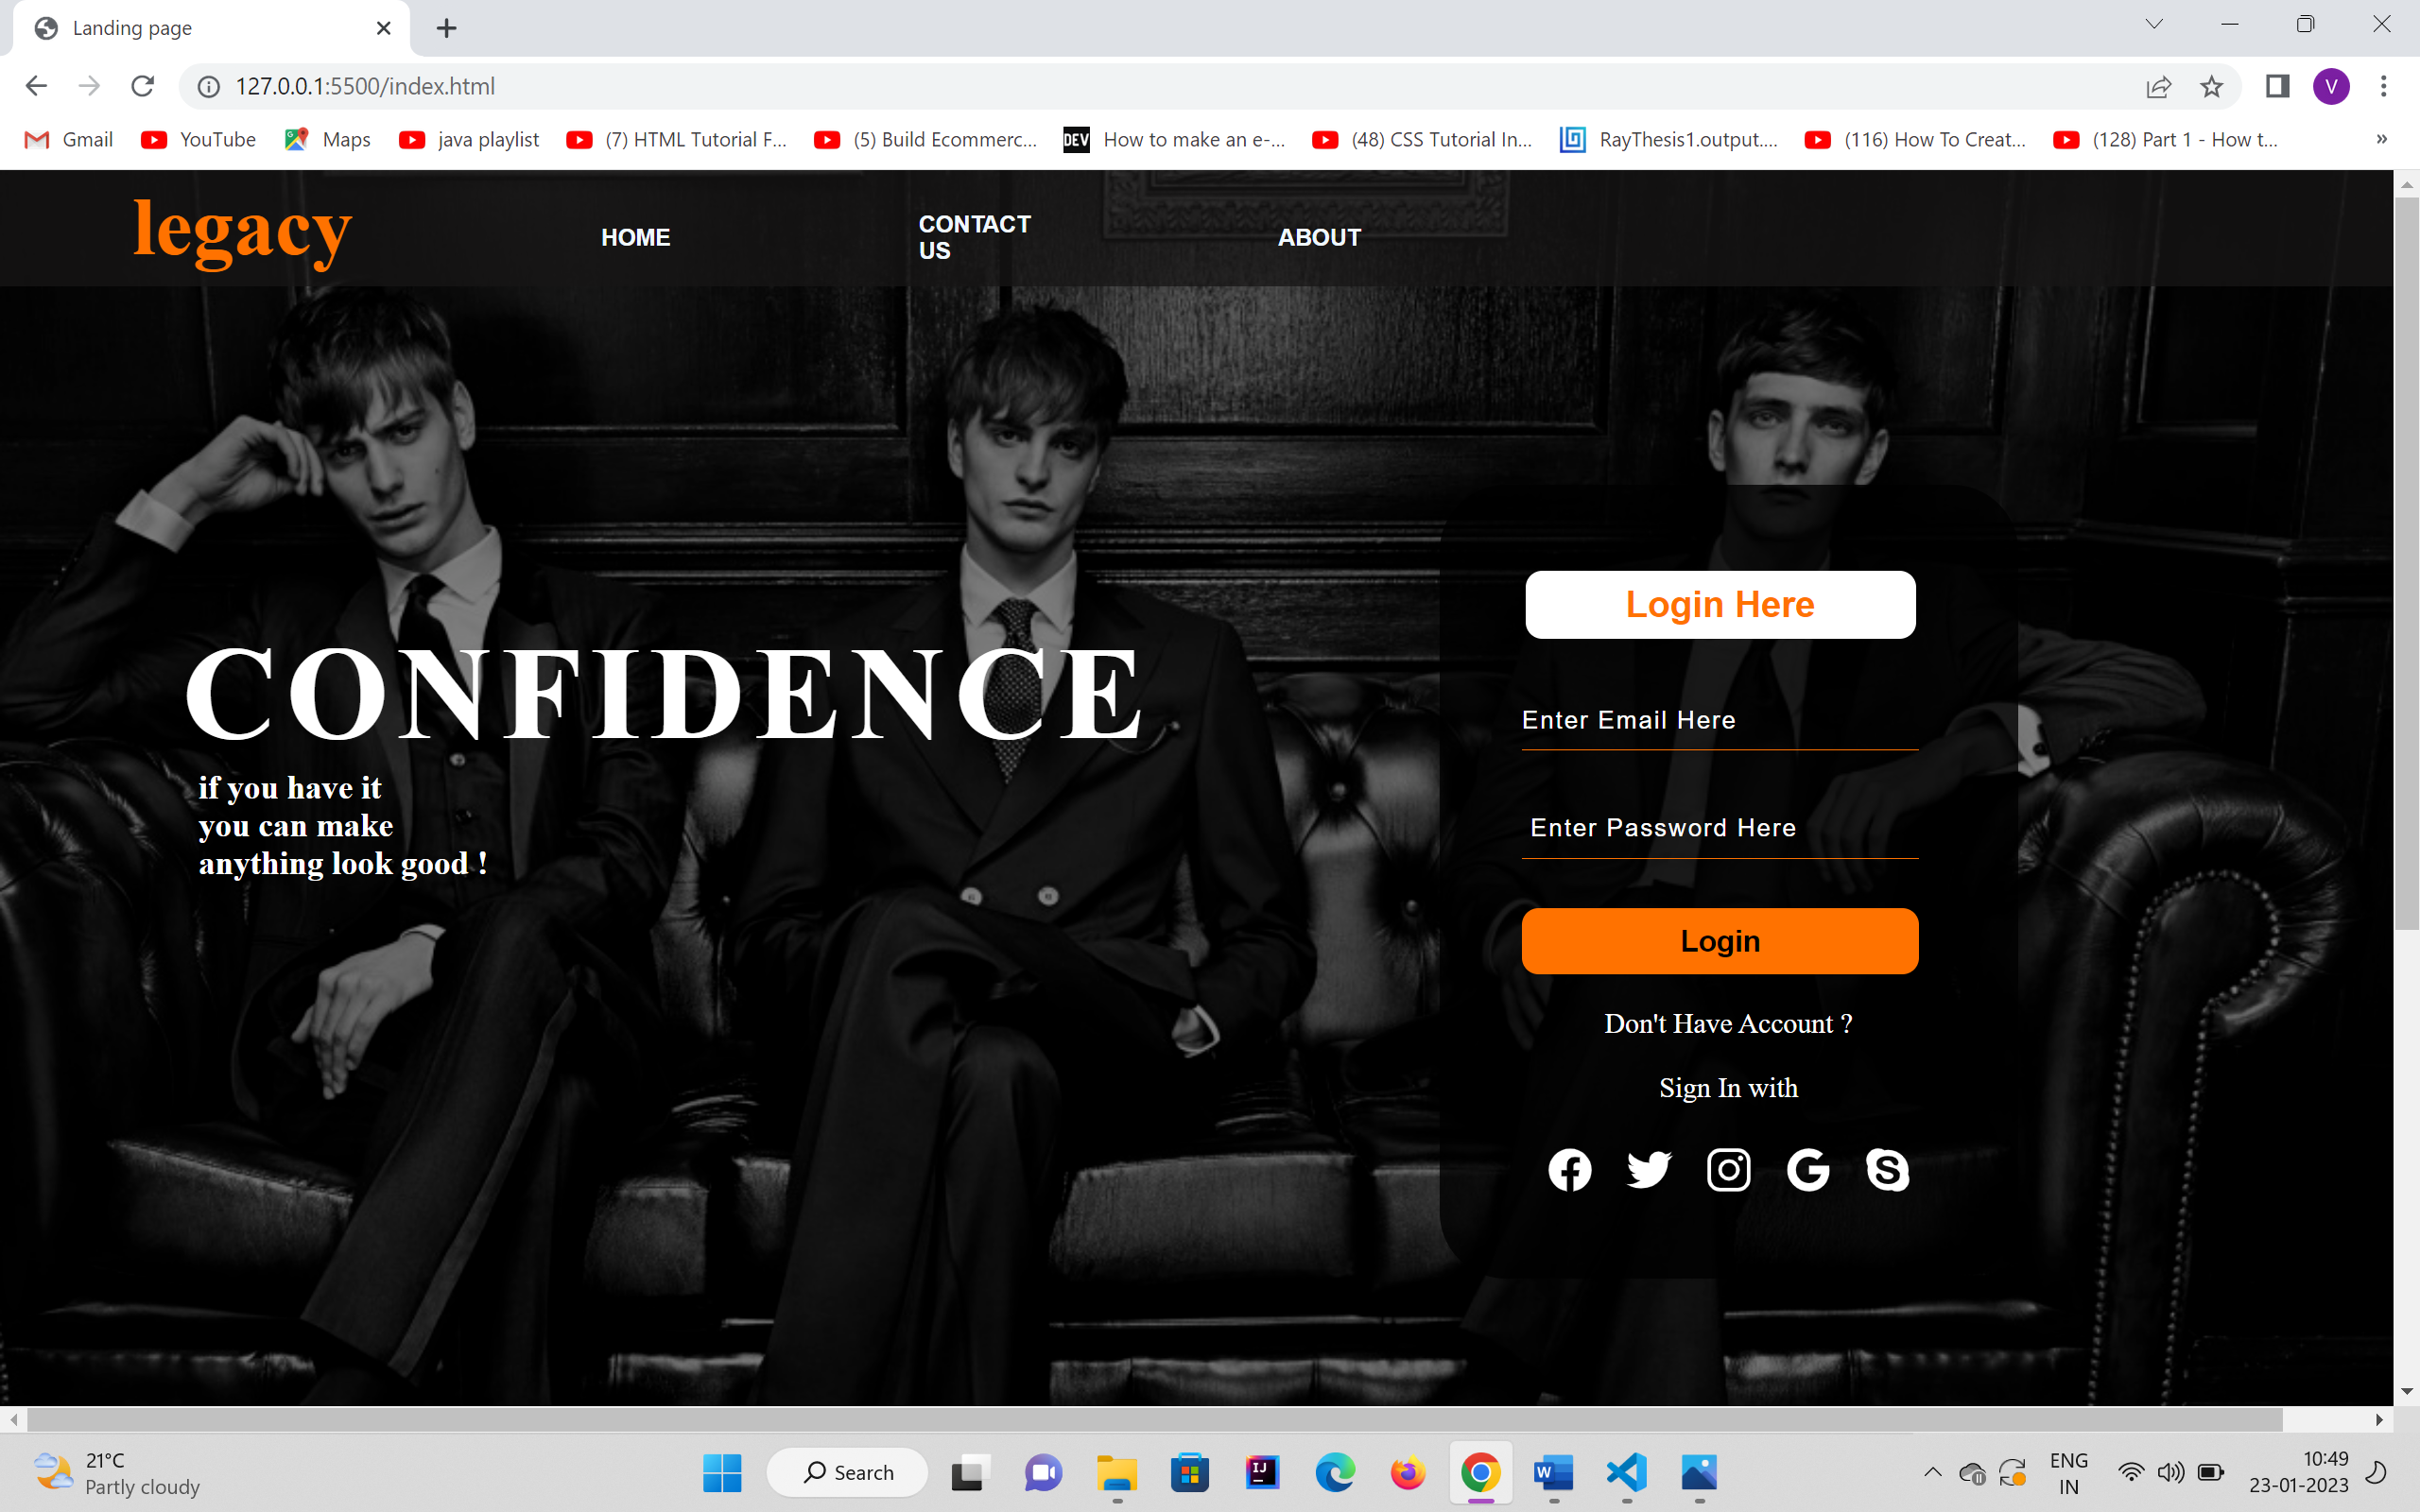 Landing page
127.0.0.1:5500/index.html
Gmail
YouTube
Maps
java playlist
(7) HTML Tutorial F...
(5) Build Ecommerc...
DEV
How to make an e-...
(48) CSS Tutorial In...
RayThesis1.output....
(116) How To Creat...
(128) Part 1 - How t...
»
V
legacy
HOME
CONTACT
US
ABOUT
CONFIDENCE
if you have it
you can make
anything look good !
Login Here
Enter Email Here
Enter Password Here
Login
Don't Have Account ?
Sign In with
21°C
Partly cloudy
Search
IJ
W
ENG
IN
10:49
23-01-2023